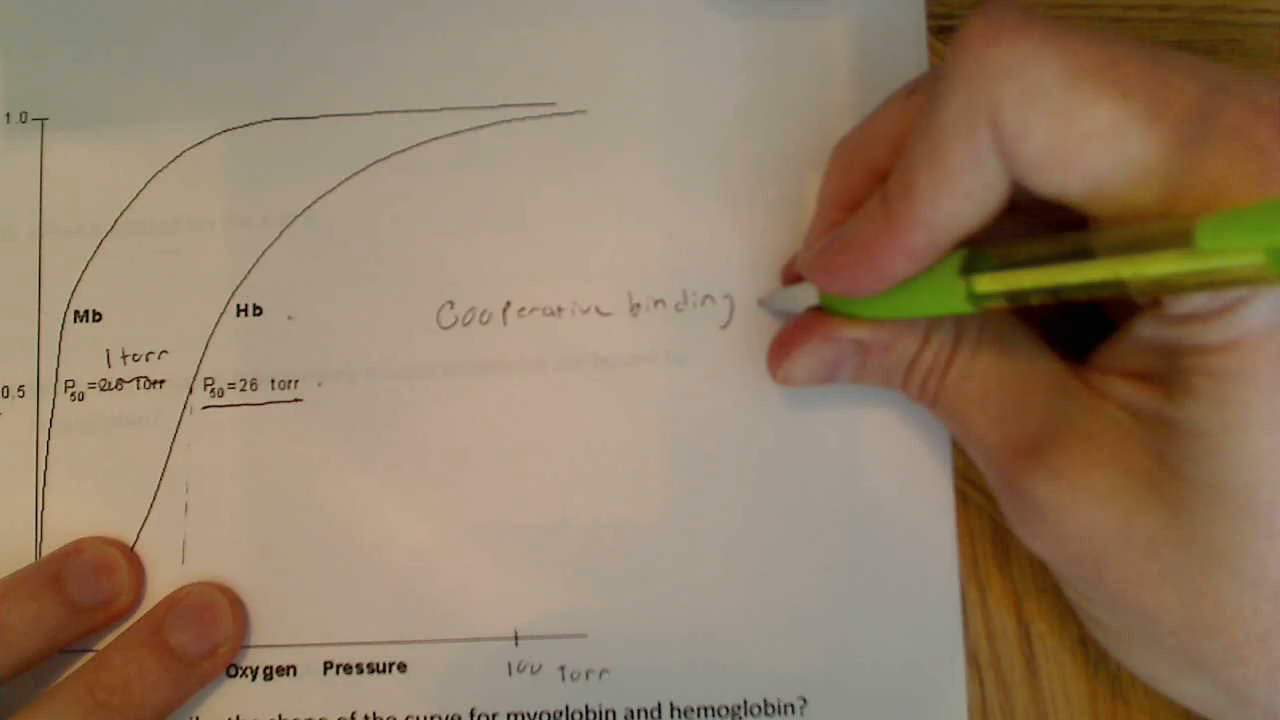 1.0
Mb
Hb
Cooperative binding
1 torr
0.5
P50=2.8 Torr
P50=26 torr
Oxygen Pressure
100 Torr
the shape of the curve for myoglobin and hemoglobin?